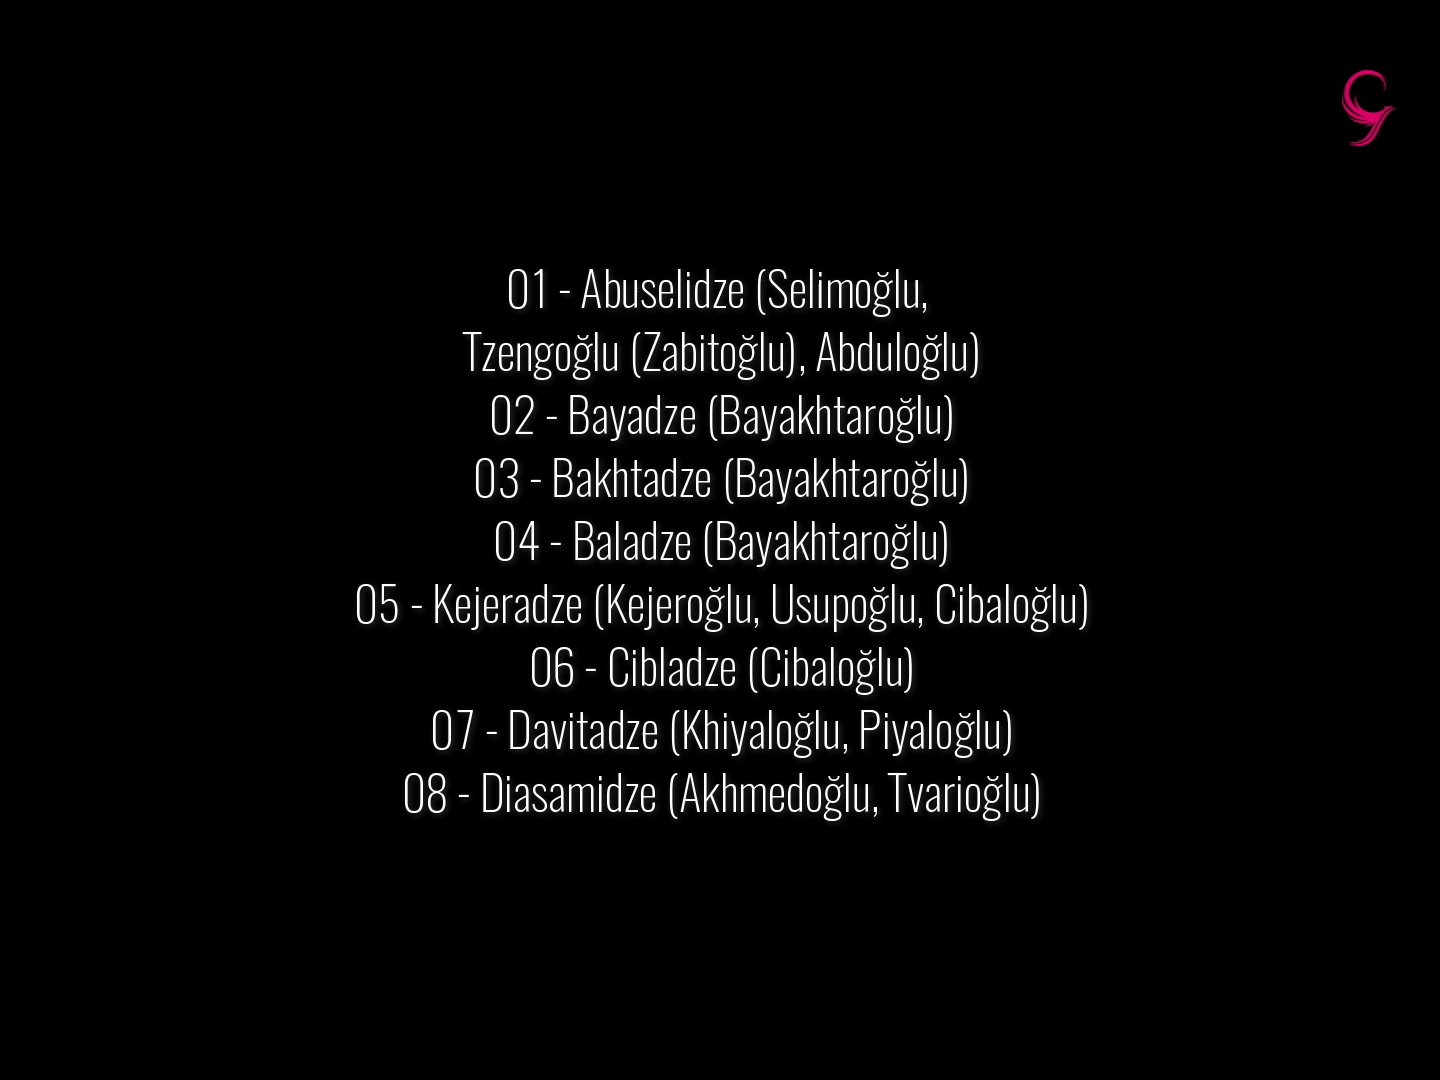 01 - Abuselidze (Selimoğlu,
Tzengoğlu (Zabitoğlu), Abduloğlu)
02 - Bayadze (Bayakhtaroğlu)
03 - Bakhtadze (Bayakhtaroğlu)
04 - Baladze (Bayakhtaroğlu)
05 - Kejeradze (Kejeroğlu, Usupoğlu, Cibaloğlu)
06 - Cibladze (Cibaloğlu)
07 - Davitadze (Khiyaloğlu, Piyaloğlu)
08 - Diasamidze (Akhmedoğlu, Tvarioğlu)